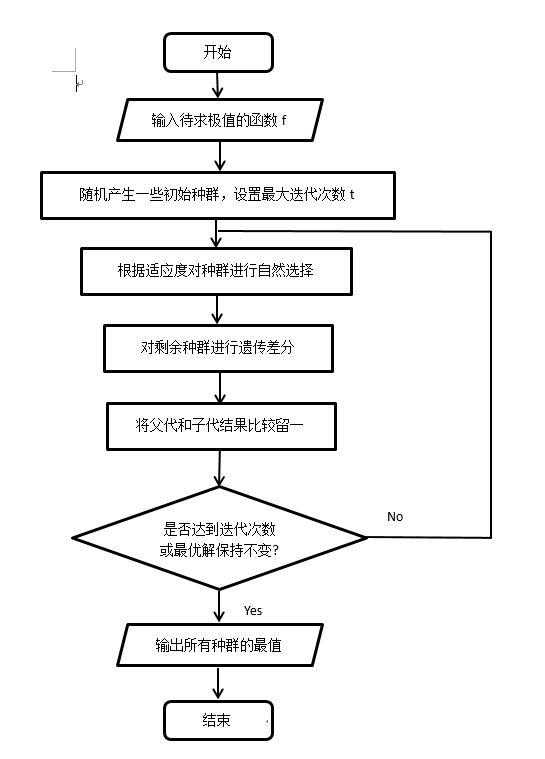 开始
输入待求极值的函数 f
随机产生一些初始种群，设置最大迭代次数 t
根据适应度对种群进行自然选择
对剩余种群进行遗传差分
将父代和子代结果比较留一
是否达到迭代次数
或最优解保持不变?
No
Yes
输出所有种群的最值
结束